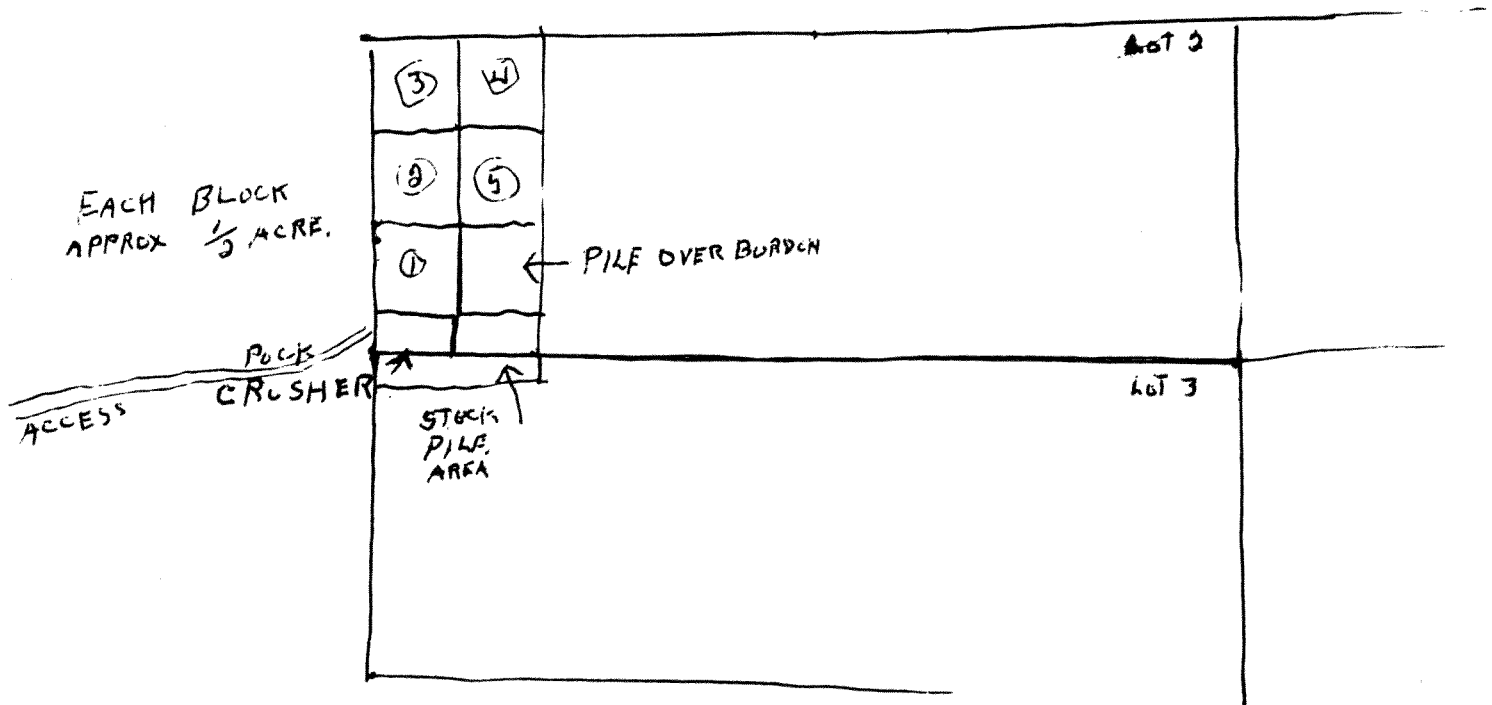 LOT 2
3
4
EACH BLOCK
APPROX 1/2 ACRE.
2
5
1
← PILE OVER BURDEN
ROCK
CRUSHER
ACCESS
STOCK
PILE
AREA
LOT 3